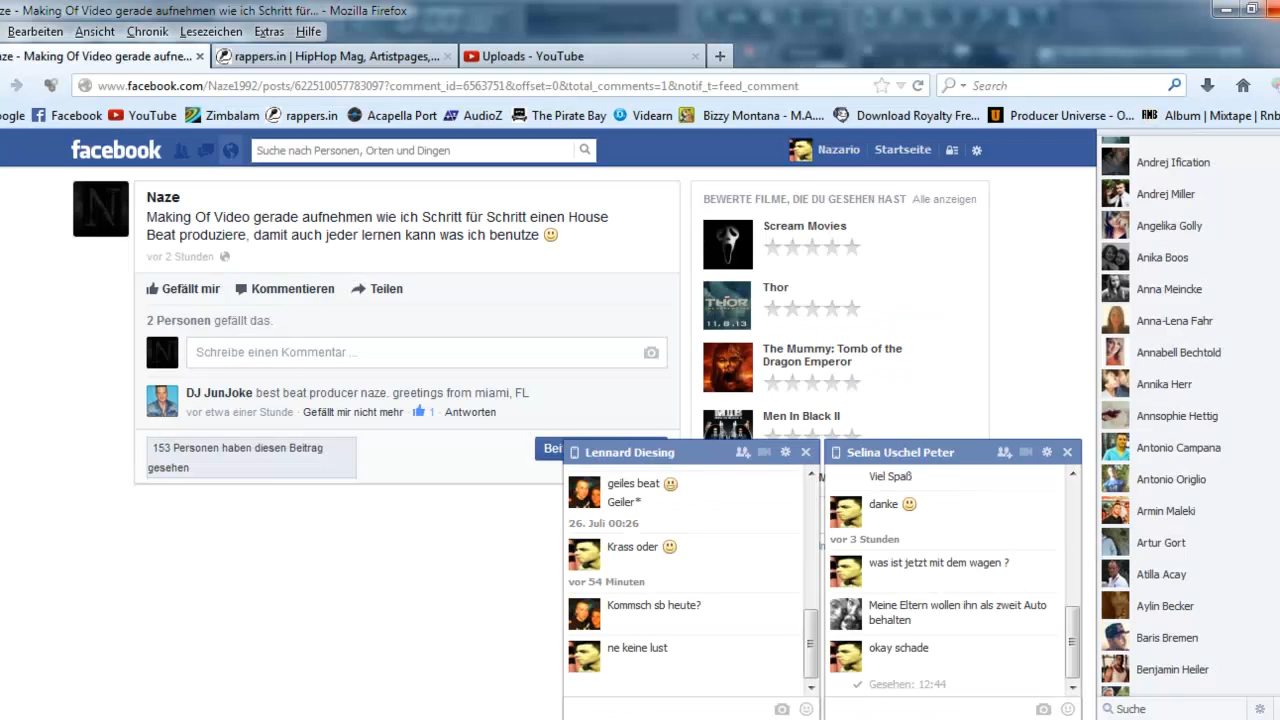 aze - Making Of Video gerade aufnehmen wie ich Schritt für... - Mozilla Firefox
Bearbeiten Ansicht Chronik Lesezeichen Extras Hilfe
aze - Making Of Video gerade aufne...
rappers.in | HipHop Mag, Artistpages,...
Uploads - YouTube
www.facebook.com/Naze1992/posts/622510057783097?comment_id=6563751&offset=0&total_comments=1&notif_t=feed_comment
Search
ogle Facebook YouTube Zimbalam rappers.in Acapella Port AudioZ The Pirate Bay Videarn Bizzy Montana - M.A.... Download Royalty Fre... Producer Universe - O... RNB Album | Mixtape | Rnb
facebook
Suche nach Personen, Orten und Dingen
Nazario Startseite
N
Naze
Making Of Video gerade aufnehmen wie ich Schritt für Schritt einen House
Beat produziere, damit auch jeder lernen kann was ich benutze
vor 2 Stunden
Gefällt mir Kommentieren Teilen
2 Personen gefällt das.
Schreibe einen Kommentar ...
DJ JunJoke best beat producer naze. greetings from miami, FL
vor etwa einer Stunde · Gefällt mir nicht mehr · 1 · Antworten
153 Personen haben diesen Beitrag
gesehen
Bei
BEWERTE FILME, DIE DU GESEHEN HAST Alle anzeigen
Scream Movies
Thor
THOR
11.8.13
The Mummy: Tomb of the
Dragon Emperor
Men In Black II
Lennard Diesing
geiles beat
Geiler*
26. Juli 00:26
Krass oder
vor 54 Minuten
Kommsch sb heute?
ne keine lust
Selina Uschel Peter
Viel Spaß
danke
vor 3 Stunden
was ist jetzt mit dem wagen ?
Meine Eltern wollen ihn als zweit Auto
behalten
okay schade
Gesehen: 12:44
Andrej Ification
Andrej Miller
Angelika Golly
Anika Boos
Anna Meincke
Anna-Lena Fahr
Annabell Bechtold
Annika Herr
Annsophie Hettig
Antonio Campana
Antonio Origlio
Armin Maleki
Artur Gort
Atilla Acay
Aylin Becker
Baris Bremen
Benjamin Heiler
Suche